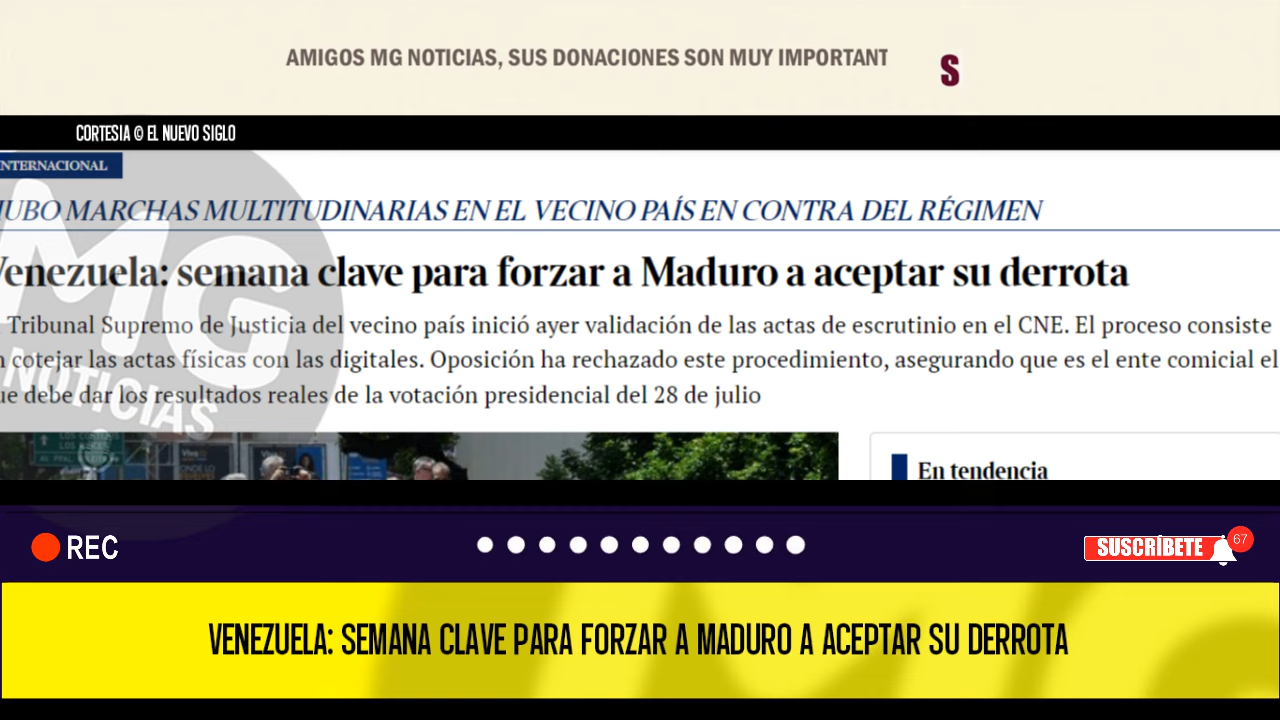 AMIGOS MG NOTICIAS, SUS DONACIONES SON MUY IMPORTANT
S
CORTESIA © EL NUEVO SIGLO
NTERNACIONAL
HUBO MARCHAS MULTITUDINARIAS EN EL VECINO PAÍS EN CONTRA DEL RÉGIMEN
Venezuela: semana clave para forzar a Maduro a aceptar su derrota
Tribunal Supremo de Justicia del vecino país inició ayer validación de las actas de escrutinio en el CNE. El proceso consiste
n cotejar las actas físicas con las digitales. Oposición ha rechazado este procedimiento, asegurando que es el ente comicial el
ue debe dar los resultados reales de la votación presidencial del 28 de julio
MG
NOTICIAS
En tendencia
REC
SUSCRÍBETE
67
VENEZUELA: SEMANA CLAVE PARA FORZAR A MADURO A ACEPTAR SU DERROTA